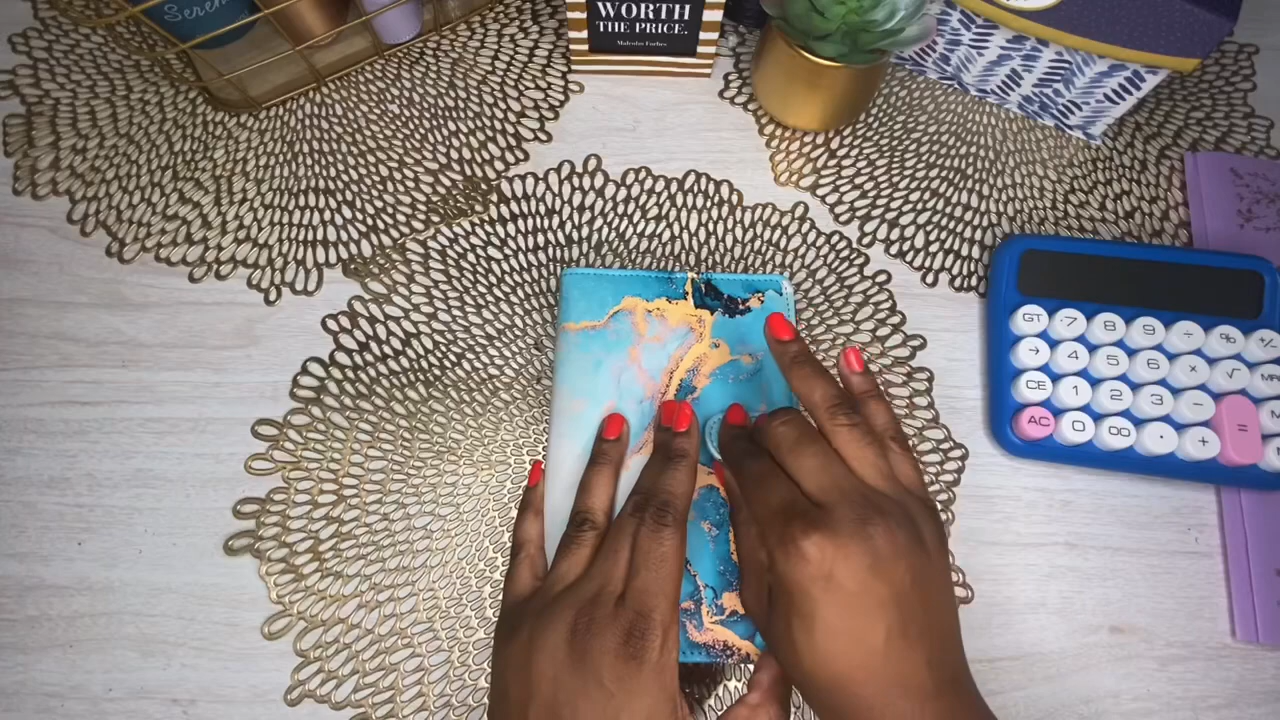 Seren
WORTH
THE PRICE.
Malcolm Forbes
GT 7 8 9 ÷ % +/-
→ 4 5 6 × √
CE 1 2 3 −
AC 0 00 . + =